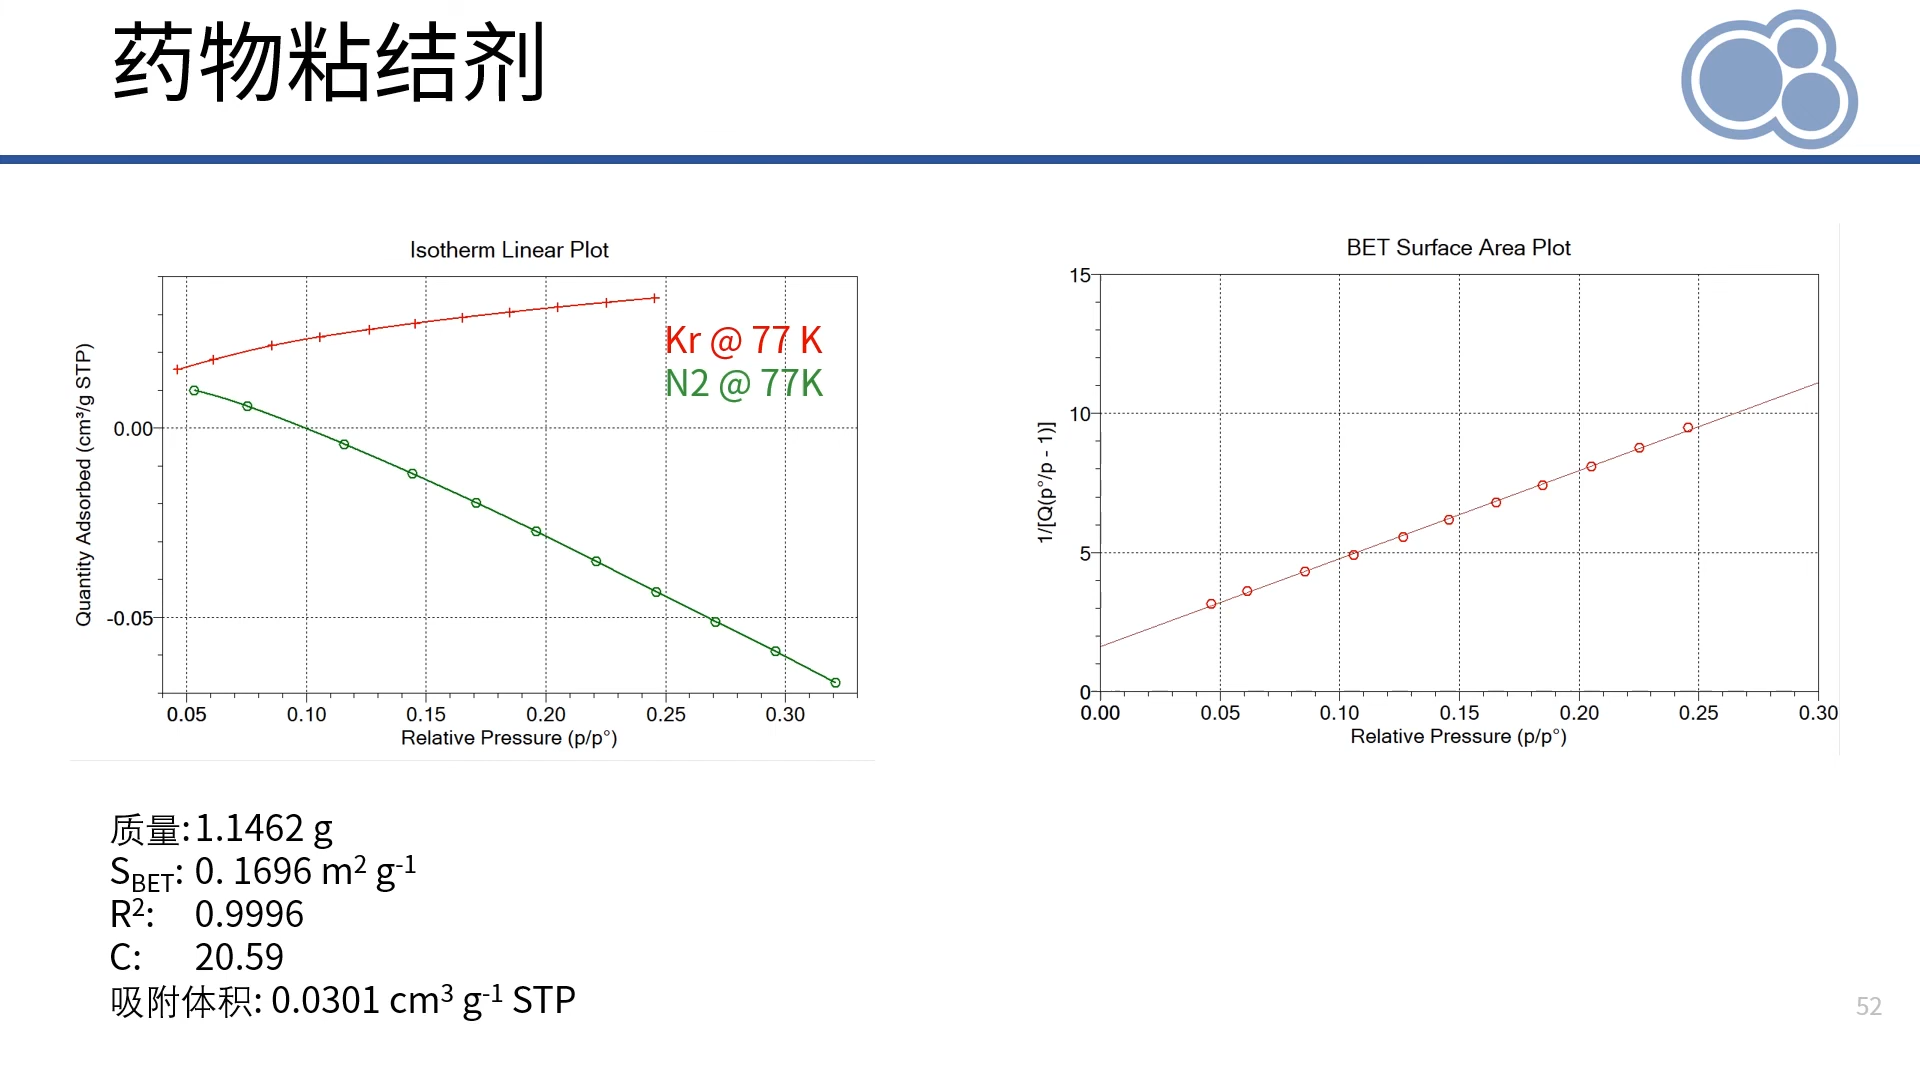 药物粘结剂
Isotherm Linear Plot
Kr @ 77 K
N2 @ 77K
Quantity Adsorbed (cm³/g STP)
0.00
-0.05
0.05 0.10 0.15 0.20 0.25 0.30
Relative Pressure (p/p°)
BET Surface Area Plot
1/[Q(p°/p - 1)]
15
10
5
0
0.00 0.05 0.10 0.15 0.20 0.25 0.30
Relative Pressure (p/p°)
质量: 1.1462 g
S_BET: 0. 1696 m² g⁻¹
R²: 0.9996
C: 20.59
吸附体积: 0.0301 cm³ g⁻¹ STP
52